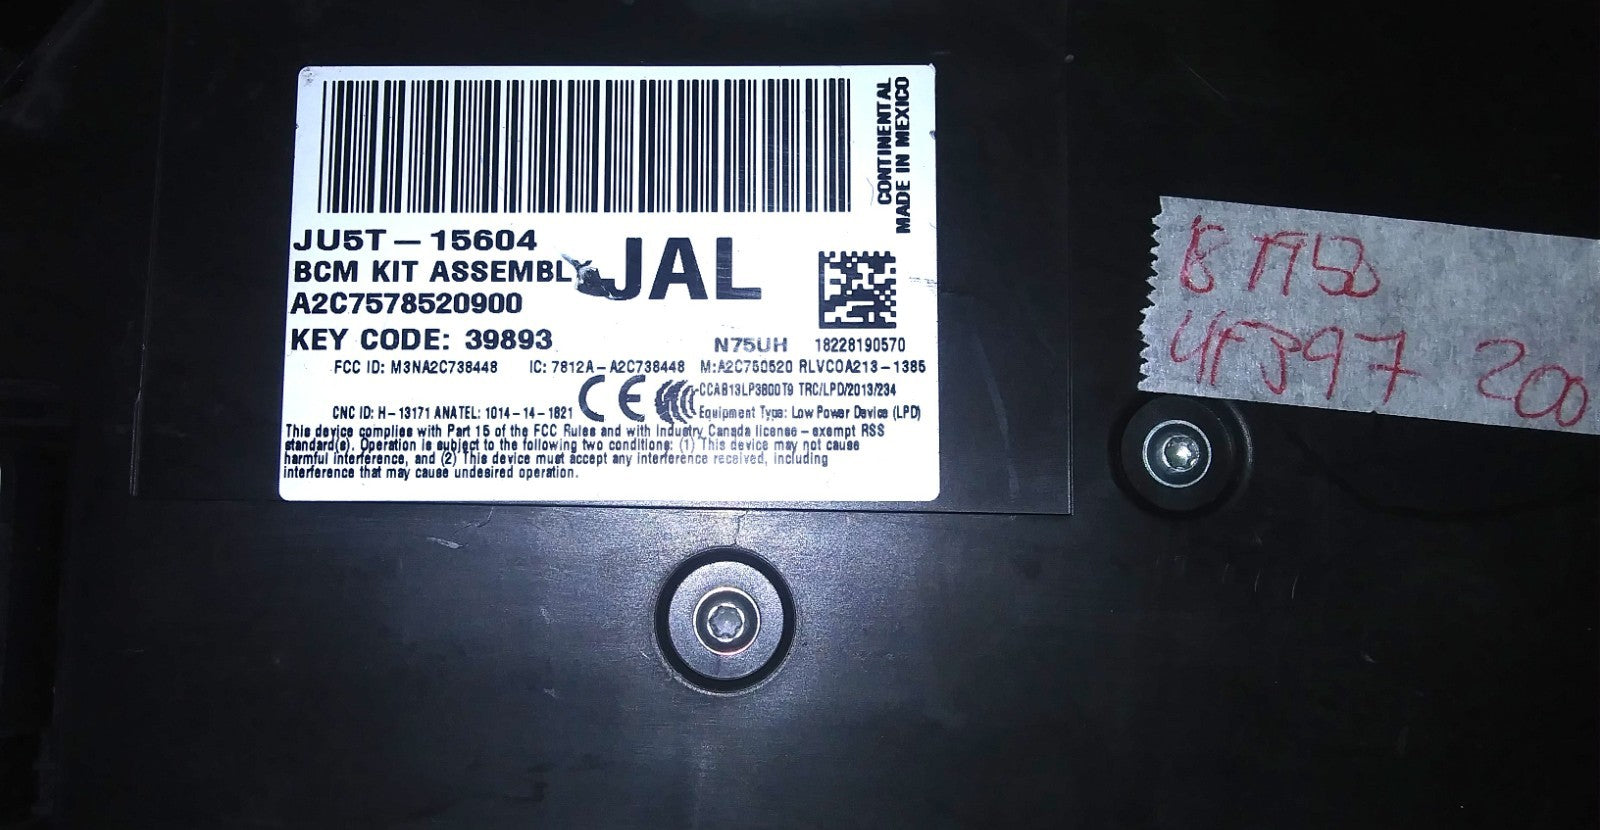 CONTINENTAL
MADE IN MEXICO
JU5T-15604
BCM KIT ASSEMBLY JAL
A2C7578520900
KEY CODE: 39893
N75UH 18228190570
FCC ID: M3NA2C738448 IC: 7812A-A2C738448 M:A2C760520 RLVCOA213-1385
CCAB13LP3800T9 TRC/LPD/2013/234
CNC ID: H-13171 ANATEL: 1014-14-1821 CE Equipment Type: Low Power Device (LPD)
This device complies with Part 15 of the FCC Rules and with Industry Canada license-exempt RSS
standard(s). Operation is subject to the following two conditions: (1) This device may not cause
harmful interference, and (2) This device must accept any interference received, including
interference that may cause undesired operation.
200